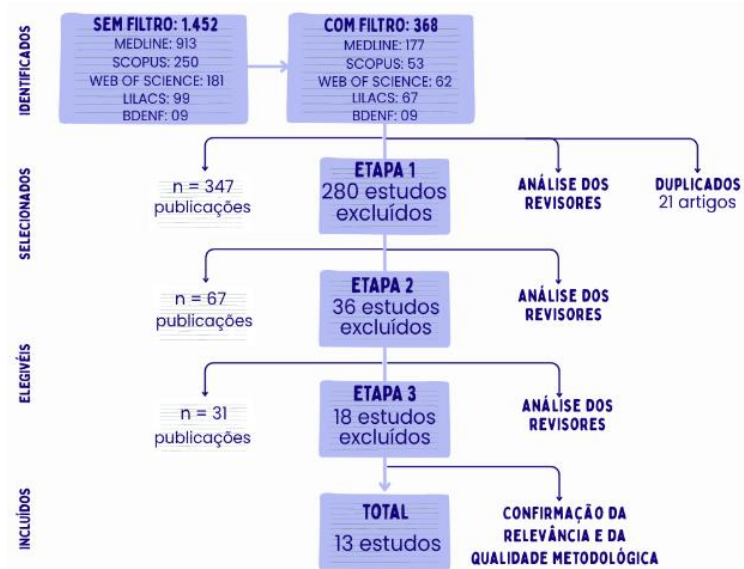 IDENTIFICADOS
SEM FILTRO: 1.452
MEDLINE: 913
SCOPUS: 250
WEB OF SCIENCE: 181
LILACS: 99
BDENF: 09
COM FILTRO: 368
MEDLINE: 177
SCOPUS: 53
WEB OF SCIENCE: 62
LILACS: 67
BDENF: 09
SELECIONADOS
n = 347
publicações
ETAPA 1
280 estudos
excluídos
ANÁLISE DOS
REVISORES
DUPLICADOS
21 artigos
n = 67
publicações
ETAPA 2
36 estudos
excluídos
ANÁLISE DOS
REVISORES
ELEGIVÉIS
n = 31
publicações
ETAPA 3
18 estudos
excluídos
ANÁLISE DOS
REVISORES
INCLUÍDOS
TOTAL
13 estudos
CONFIRMAÇÃO DA
RELEVÂNCIA E DA
QUALIDADE METODOLÓGICA